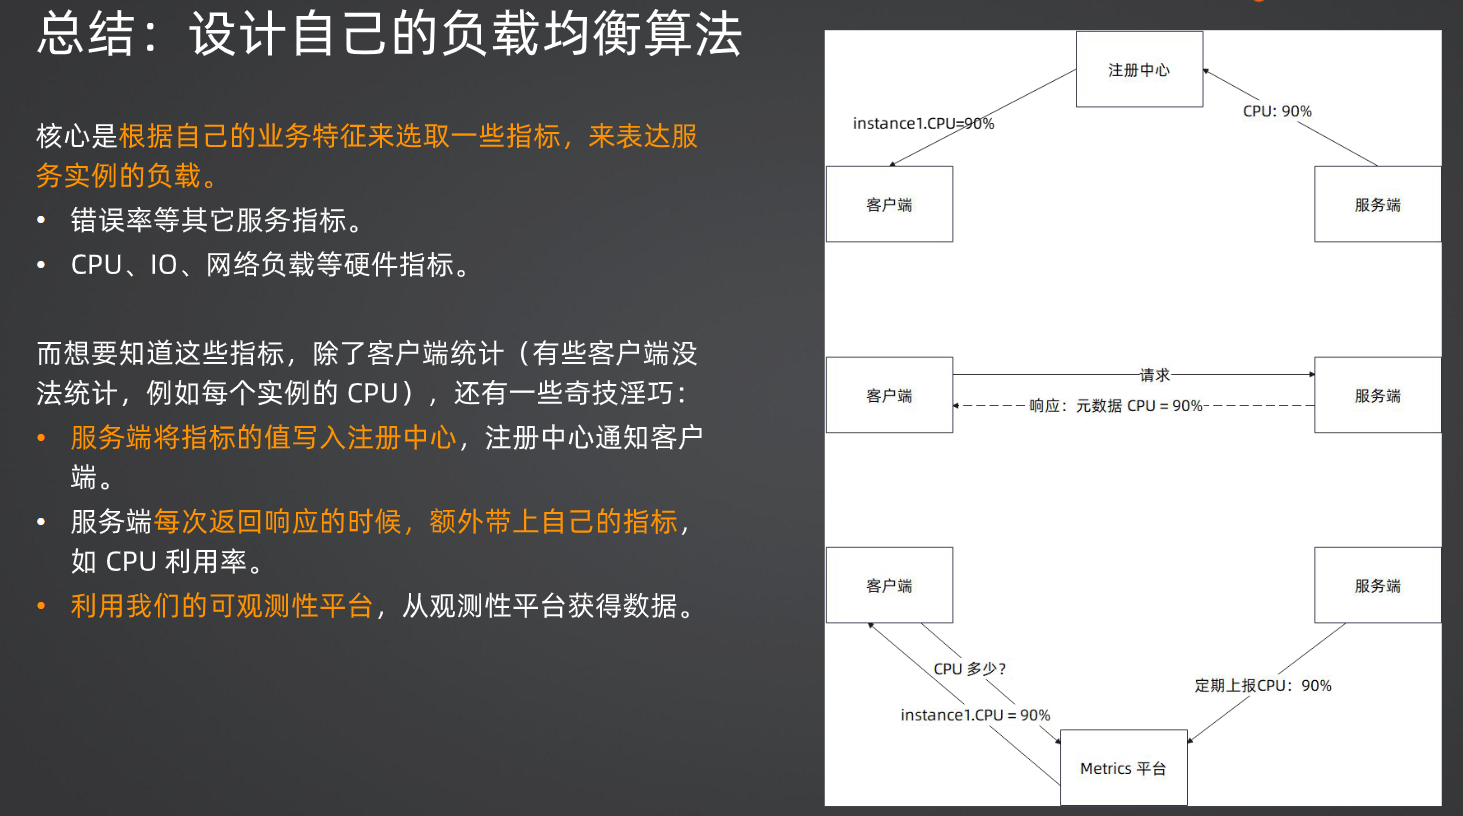 总结：设计自己的负载均衡算法
核心是根据自己的业务特征来选取一些指标，来表达服
务实例的负载。
• 错误率等其它服务指标。
• CPU、IO、网络负载等硬件指标。
而想要知道这些指标，除了客户端统计（有些客户端没
法统计，例如每个实例的 CPU），还有一些奇技淫巧：
• 服务端将指标的值写入注册中心，注册中心通知客户
端。
• 服务端每次返回响应的时候，额外带上自己的指标，
如 CPU 利用率。
• 利用我们的可观测性平台，从观测性平台获得数据。
注册中心
CPU: 90%
instance1.CPU=90%
客户端
服务端
客户端
请求
响应：元数据 CPU = 90%
服务端
客户端
服务端
CPU 多少？
定期上报CPU：90%
instance1.CPU = 90%
Metrics 平台